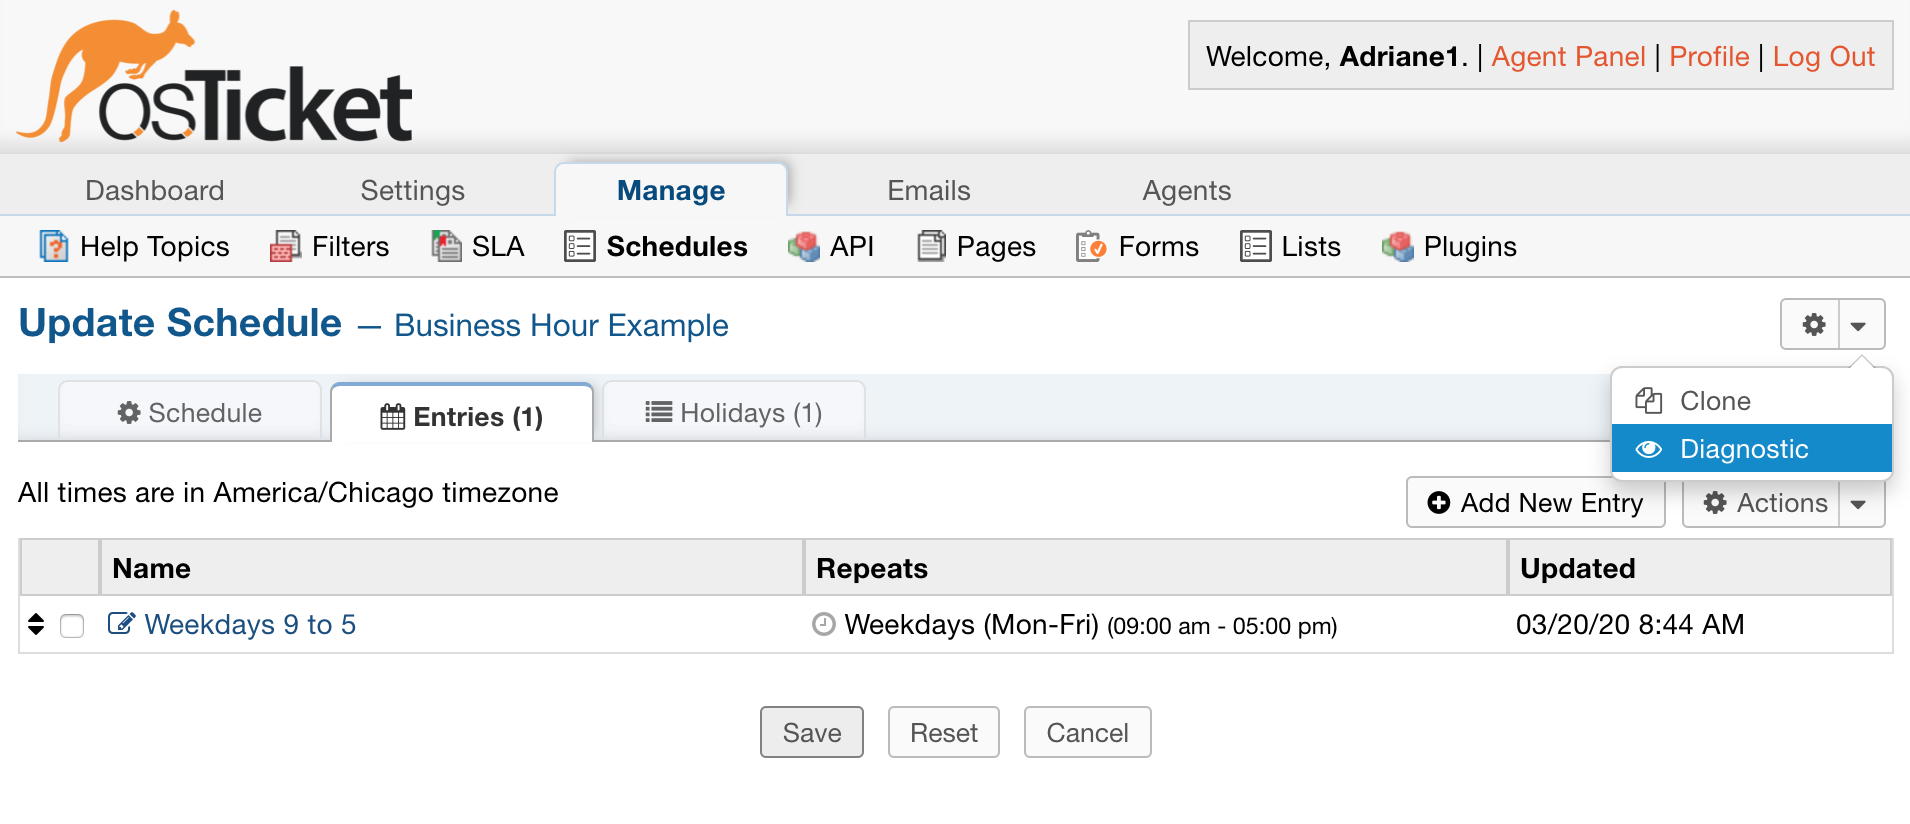 osTicket
Welcome, Adriane1. | Agent Panel | Profile | Log Out
Dashboard Settings Manage Emails Agents
Help Topics Filters SLA Schedules API Pages Forms Lists Plugins
Update Schedule — Business Hour Example
Clone
Schedule Entries (1) Holidays (1)
Diagnostic
All times are in America/Chicago timezone
Add New Entry Actions
Name Repeats Updated
Weekdays 9 to 5 Weekdays (Mon-Fri) (09:00 am - 05:00 pm) 03/20/20 8:44 AM
Save Reset Cancel